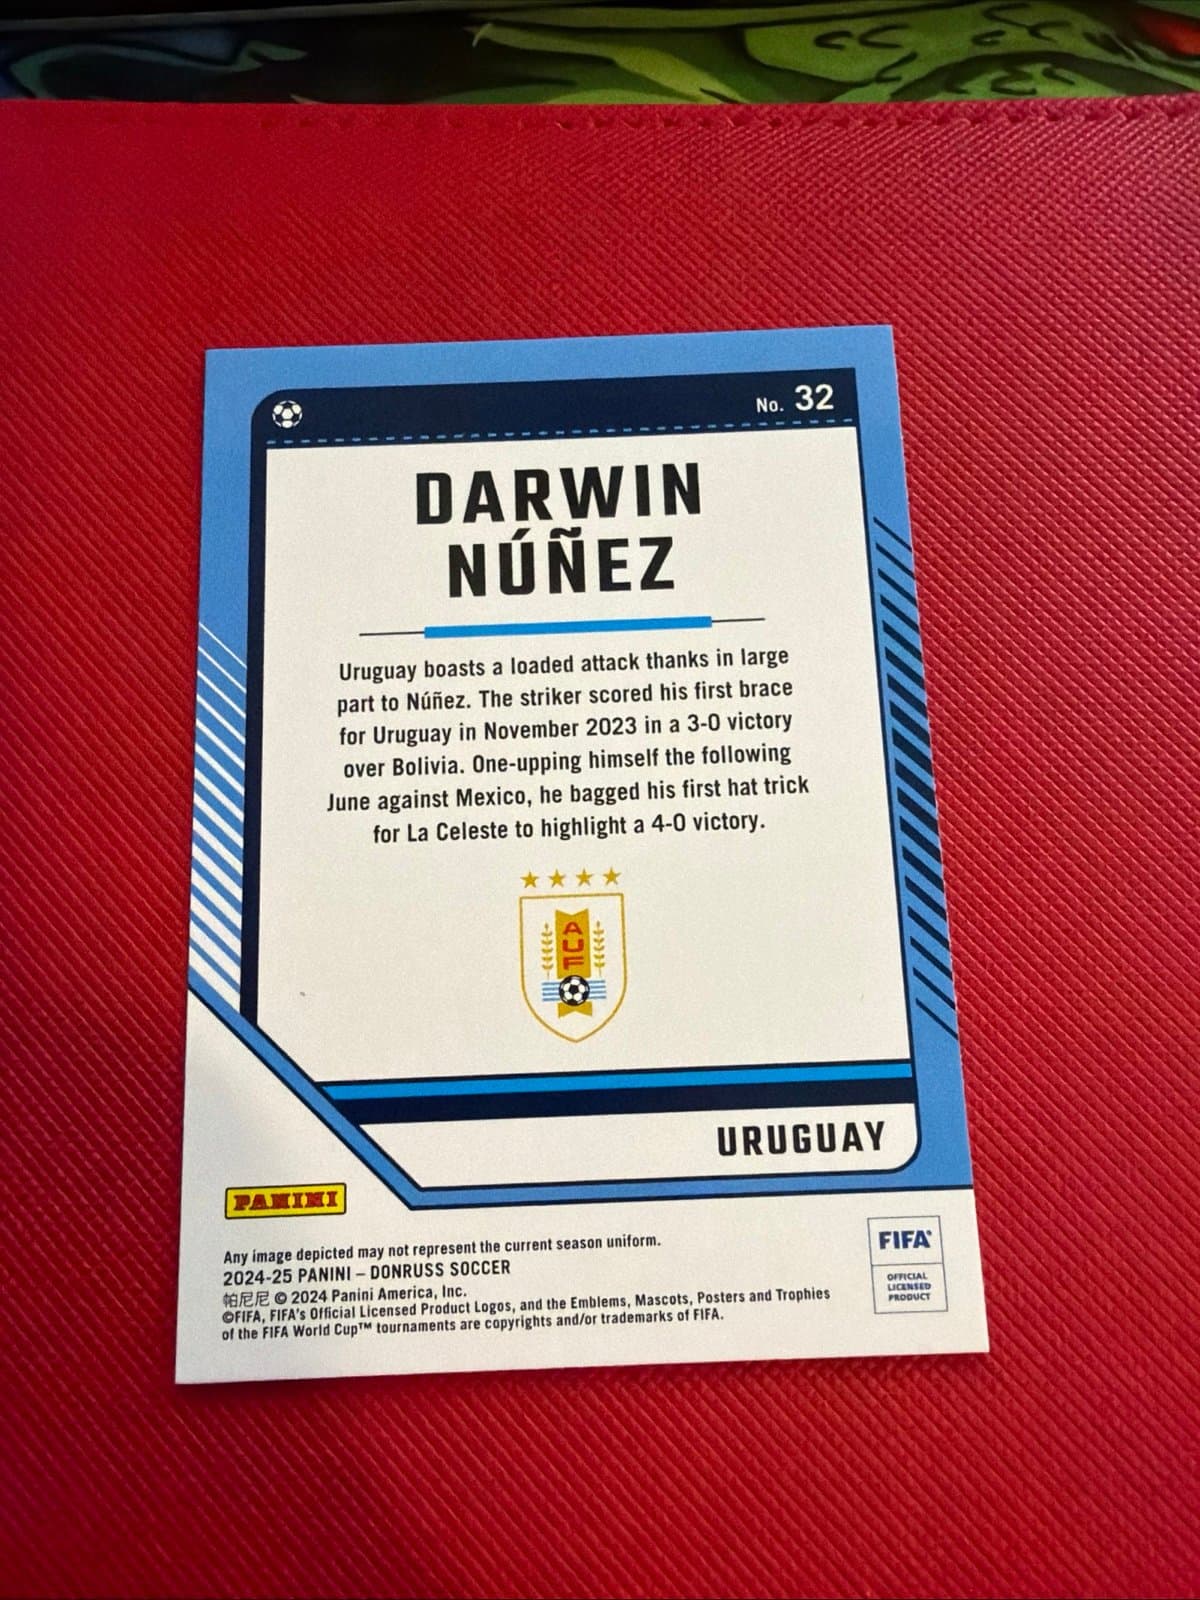 No. 32
DARWIN
NÚÑEZ
Uruguay boasts a loaded attack thanks in large
part to Núñez. The striker scored his first brace
for Uruguay in November 2023 in a 3-0 victory
over Bolivia. One-upping himself the following
June against Mexico, he bagged his first hat trick
for La Celeste to highlight a 4-0 victory.
AUF
URUGUAY
PANINI
Any image depicted may not represent the current season uniform.
2024-25 PANINI – DONRUSS SOCCER
帕尼尼 © 2024 Panini America, Inc.
©FIFA, FIFA's Official Licensed Product Logos, and the Emblems, Mascots, Posters and Trophies
of the FIFA World Cup™ tournaments are copyrights and/or trademarks of FIFA.
FIFA®
OFFICIAL
LICENSED
PRODUCT